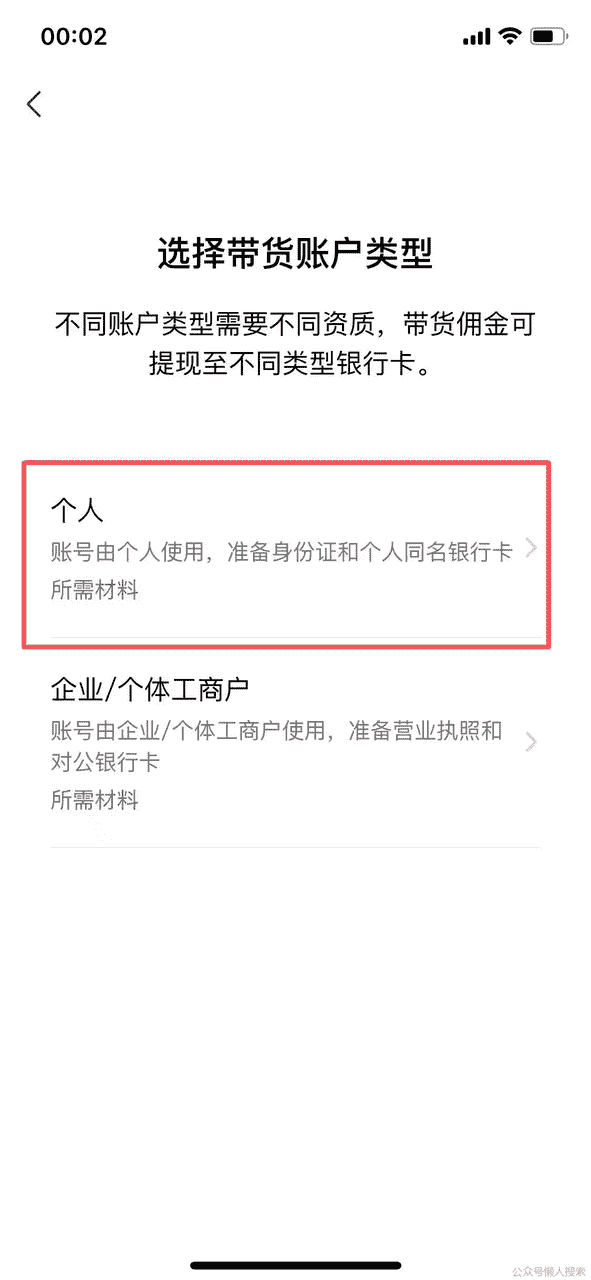 00:02
选择带货账户类型
不同账户类型需要不同资质，带货佣金可
提现至不同类型银行卡。
个人
账号由个人使用，准备身份证和个人同名银行卡
所需材料
企业/个体工商户
账号由企业/个体工商户使用，准备营业执照和
对公银行卡
所需材料
公众号懒人搜索